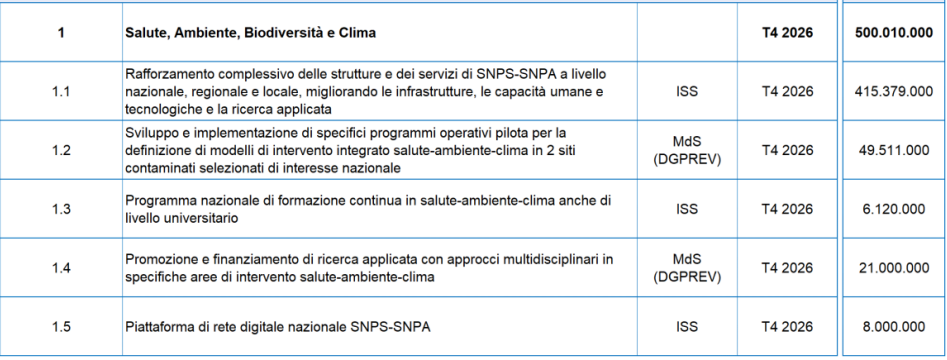 1 Salute, Ambiente, Biodiversità e Clima T4 2026 500.010.000
Rafforzamento complessivo delle strutture e dei servizi di SNPS-SNPA a livello
1.1 nazionale, regionale e locale, migliorando le infrastrutture, le capacità umane e ISS T4 2026 415.379.000
tecnologiche e la ricerca applicata
Sviluppo e implementazione di specifici programmi operativi pilota per la
1.2 definizione di modelli di intervento integrato salute-ambiente-clima in 2 siti MdS (DGPREV) T4 2026 49.511.000
contaminati selezionati di interesse nazionale
1.3 Programma nazionale di formazione continua in salute-ambiente-clima anche di ISS T4 2026 6.120.000
livello universitario
1.4 Promozione e finanziamento di ricerca applicata con approcci multidisciplinari in MdS (DGPREV) T4 2026 21.000.000
specifiche aree di intervento salute-ambiente-clima
1.5 Piattaforma di rete digitale nazionale SNPS-SNPA ISS T4 2026 8.000.000